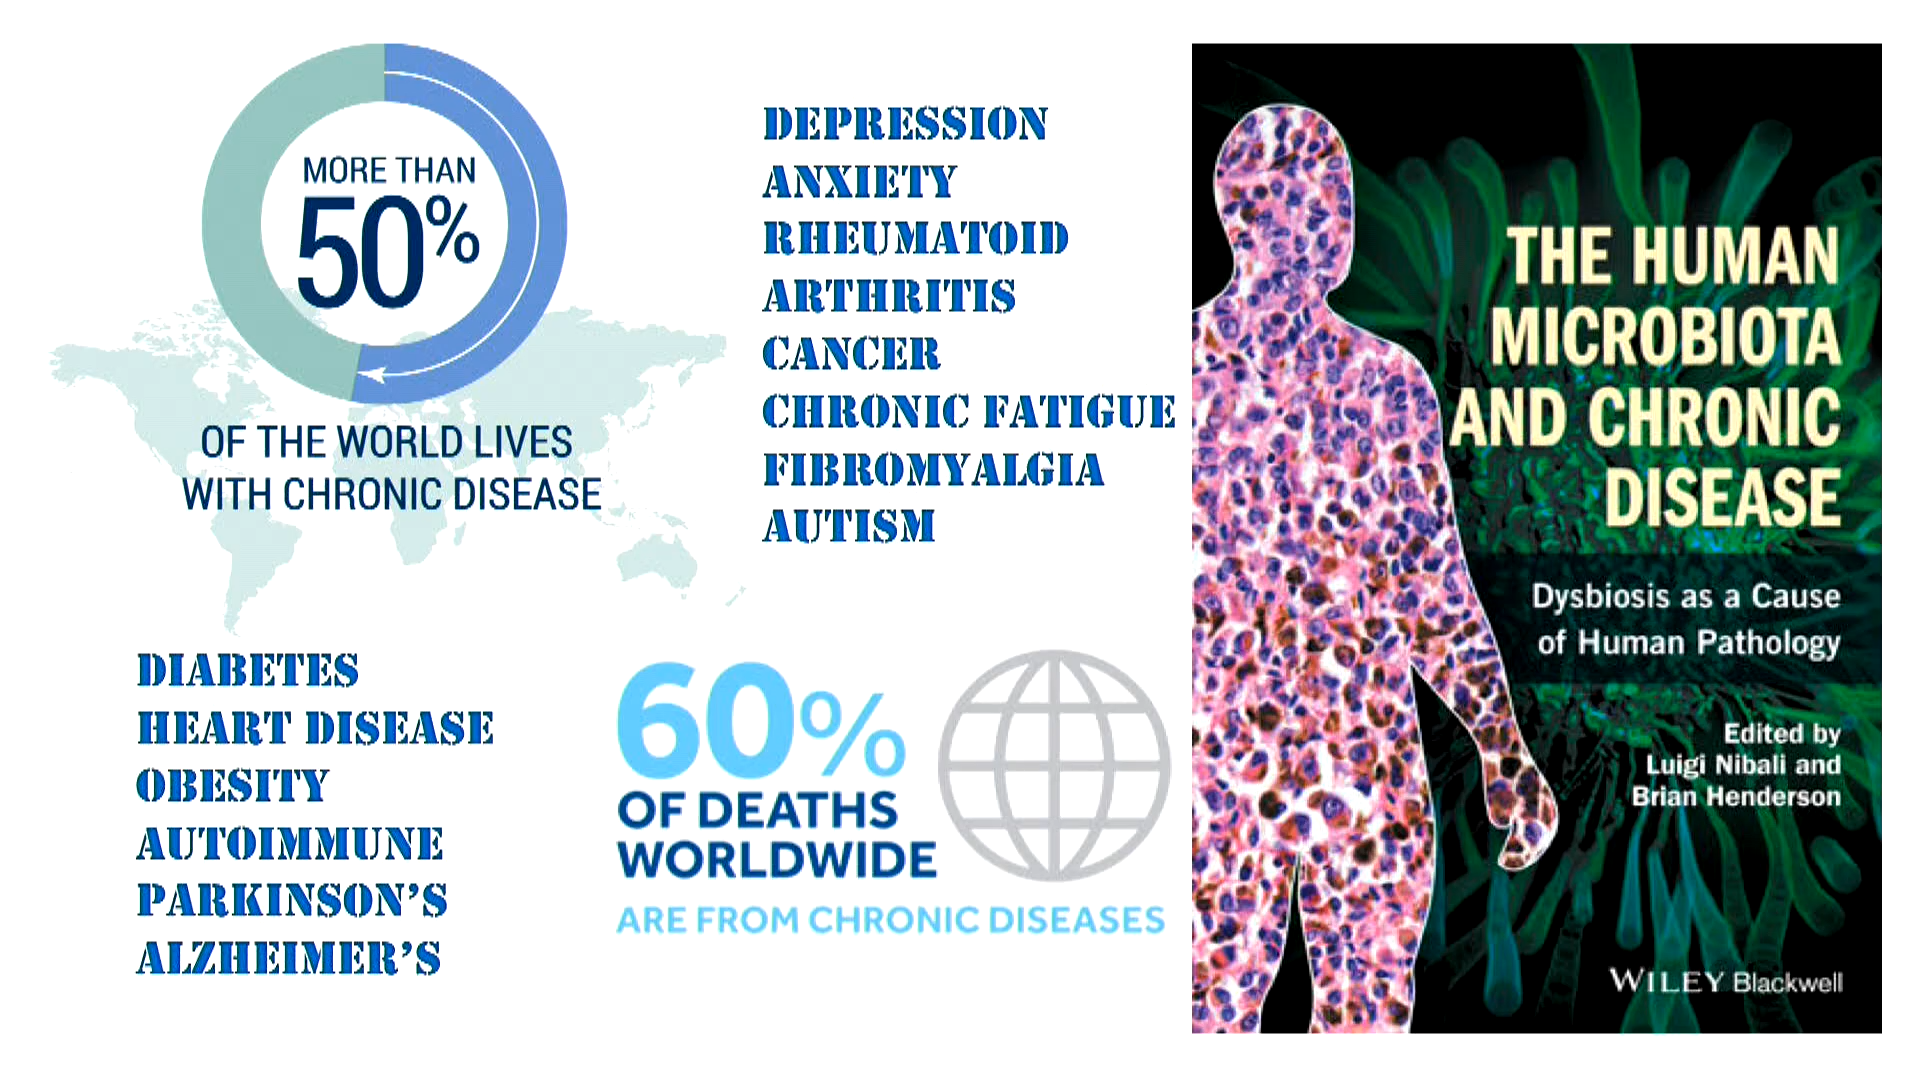 MORE THAN
50%
OF THE WORLD LIVES
WITH CHRONIC DISEASE
DEPRESSION
ANXIETY
RHEUMATOID
ARTHRITIS
CANCER
CHRONIC FATIGUE
FIBROMYALGIA
AUTISM
DIABETES
HEART DISEASE
OBESITY
AUTOIMMUNE
PARKINSON'S
ALZHEIMER'S
60%
OF DEATHS
WORLDWIDE
ARE FROM CHRONIC DISEASES
THE HUMAN
MICROBIOTA
AND CHRONIC
DISEASE
Dysbiosis as a Cause
of Human Pathology
Edited by
Luigi Nibali and
Brian Henderson
WILEY Blackwell